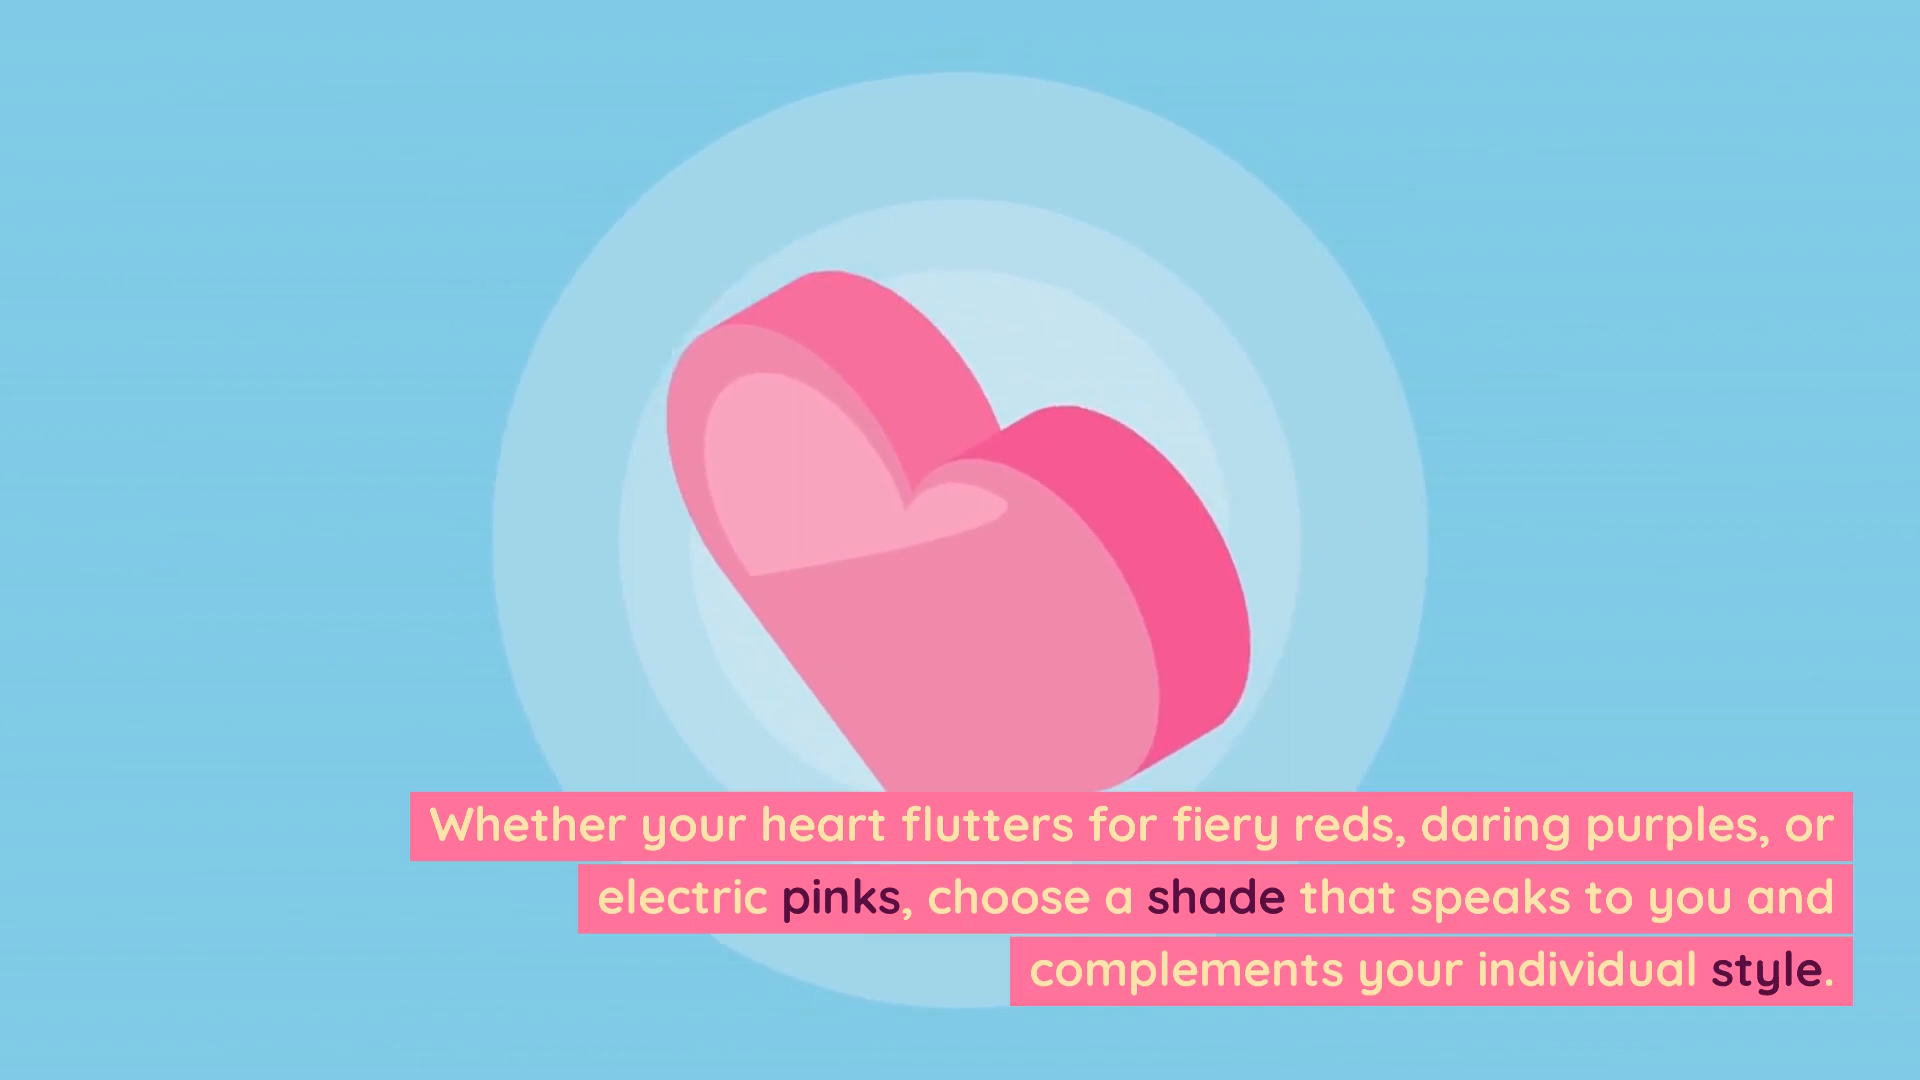 Whether your heart flutters for fiery reds, daring purples, or
electric pinks, choose a shade that speaks to you and
complements your individual style.